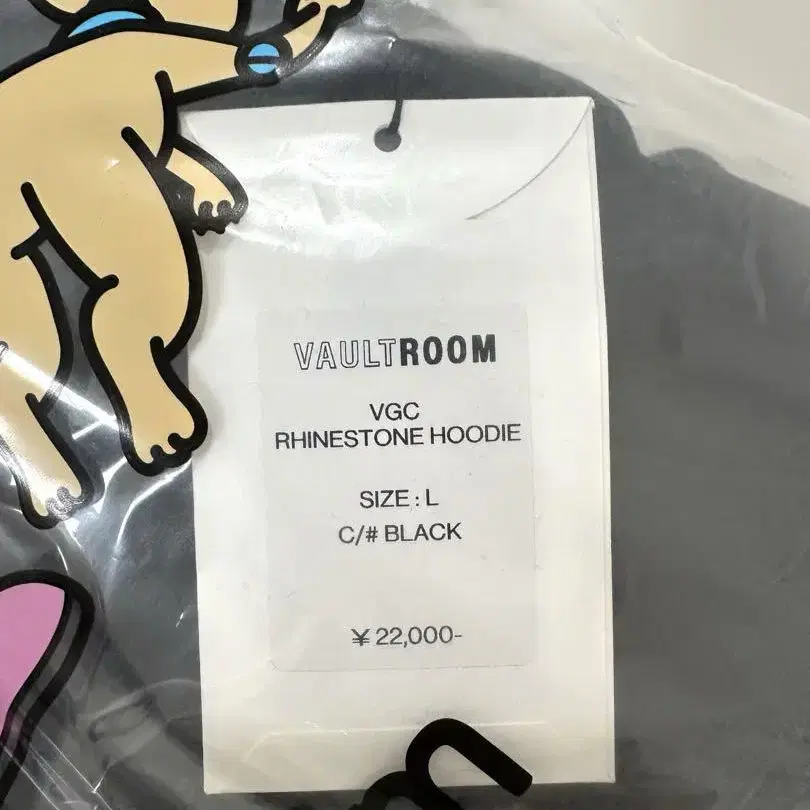 VAULTROOM
VGC
RHINESTONE HOODIE
SIZE : L
C/# BLACK
¥ 22,000-